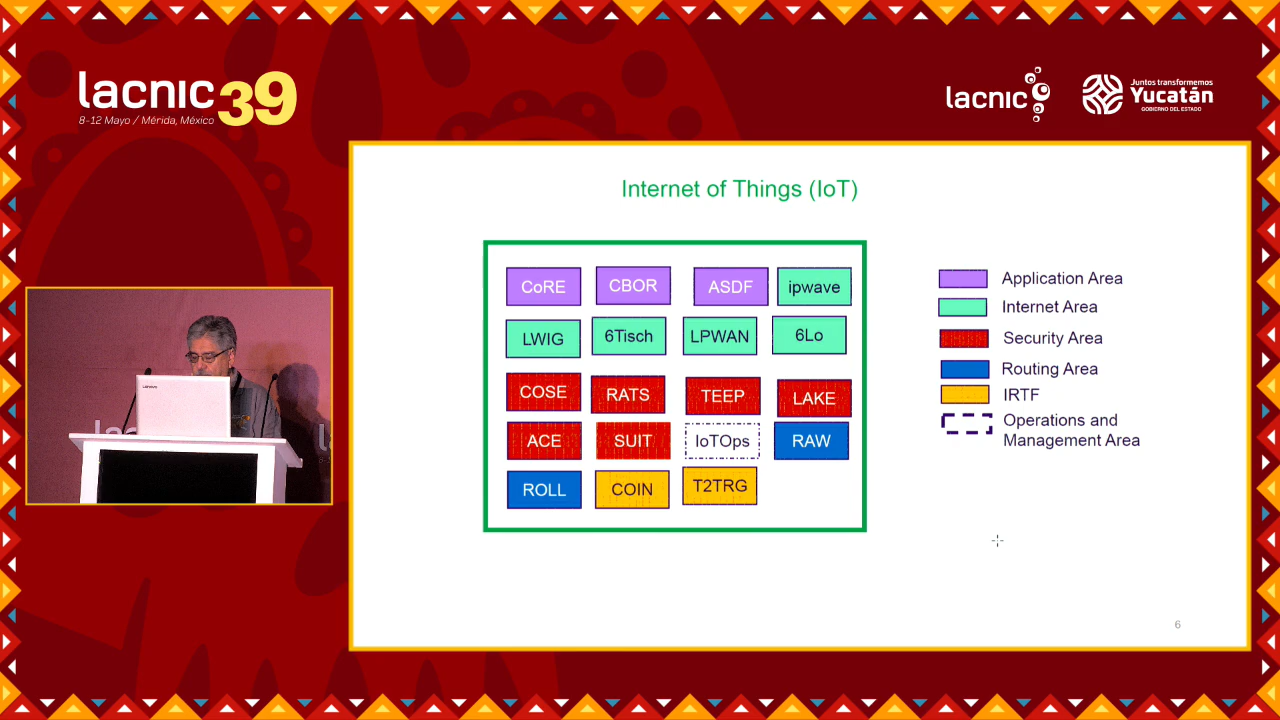 lacnic 39
8-12 Mayo / Mérida, México
lacnic
Juntos transformemos
Yucatán
GOBIERNO DEL ESTADO
Internet of Things (IoT)
CoRE CBOR ASDF ipwave
LWIG 6Tisch LPWAN 6Lo
COSE RATS TEEP LAKE
ACE SUIT IoTOps RAW
ROLL COIN T2TRG
Application Area
Internet Area
Security Area
Routing Area
IRTF
Operations and
Management Area
6